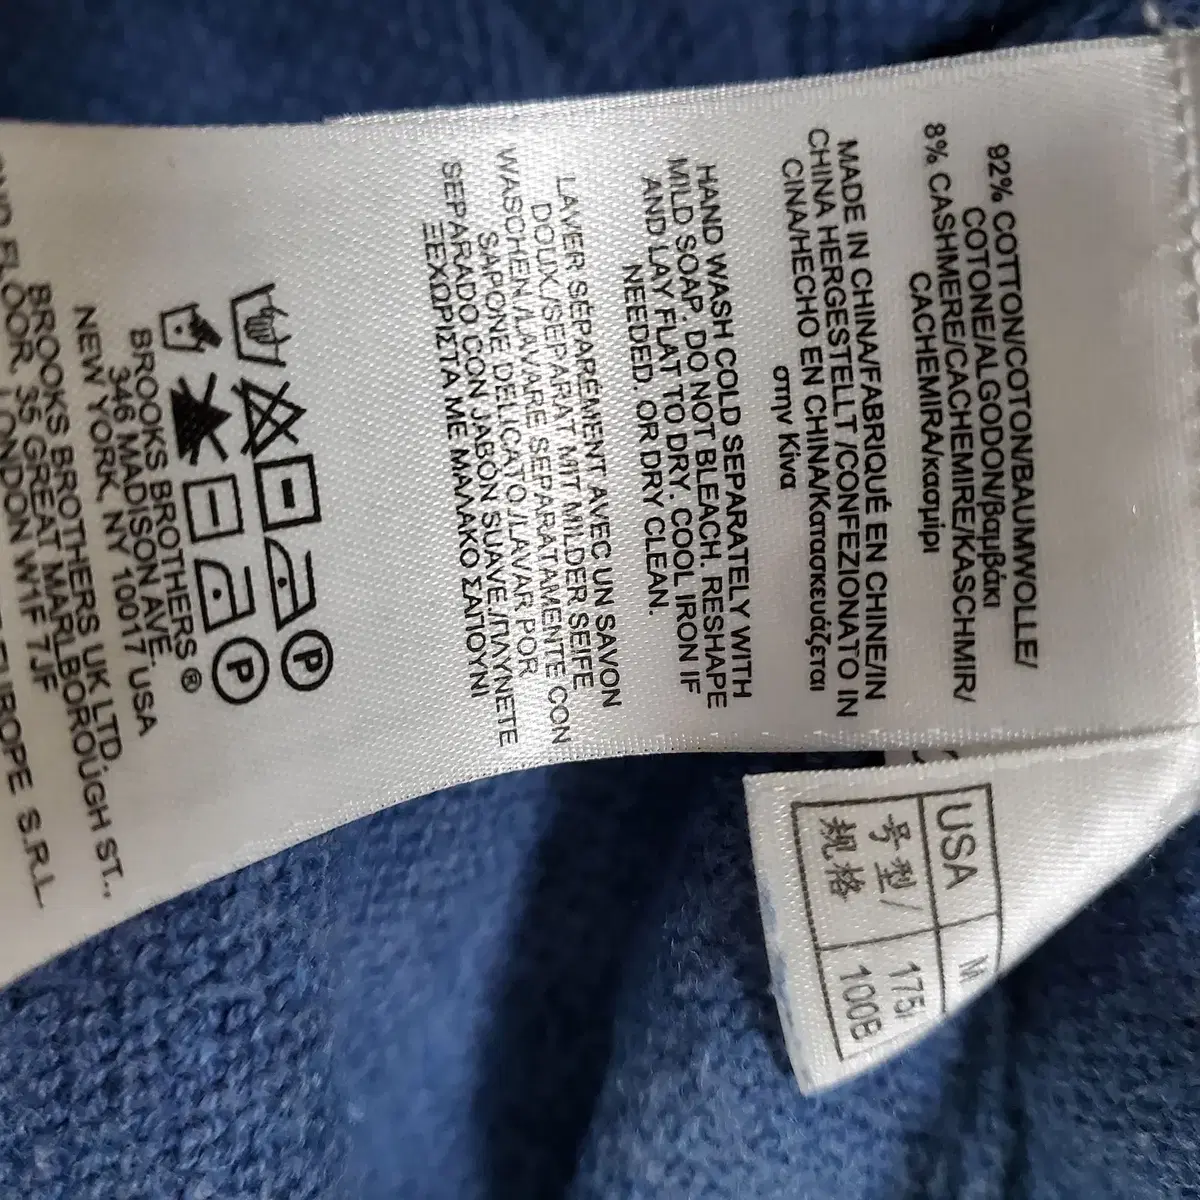 92% COTTON/COTON/BAUMWOLLE/
COTONE/ALGODON/βαμβάκι
8% CASHMERE/CACHEMIRE/KASCHMIR/
CACHEMIRA/κασμίρι
MADE IN CHINA/FABRIQUÉ EN CHINE/IN
CHINA HERGESTELLT /CONFEZIONATO IN
CINA/HECHO EN CHINA/Κατασκευάζεται
στην Κίνα
HAND WASH COLD SEPARATELY WITH
MILD SOAP. DO NOT BLEACH. RESHAPE
AND LAY FLAT TO DRY. COOL IRON IF
NEEDED. OR DRY CLEAN.
LAVER SÉPARÉMENT AVEC UN SAVON
DOUX./SEPARAT MIT MILDER SEIFE
WASCHEN./LAVARE SEPARATAMENTE CON
SAPONE DELICATO./LAVAR POR
SEPARADO CON JABÓN SUAVE./ΠΛΥΝΕΤΕ
ΞΕΧΩΡΙΣΤΑ ΜΕ ΜΑΛΑΚΟ ΣΑΠΟΥΝΙ
P
P
BROOKS BROTHERS ®
346 MADISON AVE.
NEW YORK, NY 10017 USA
BROOKS BROTHERS UK LTD.,
FLOOR, 35 GREAT MARLBOROUGH ST.,
LONDON W1F 7JF
EUROPE S.R.L.
USA M
号型/ 175/
规格 100B